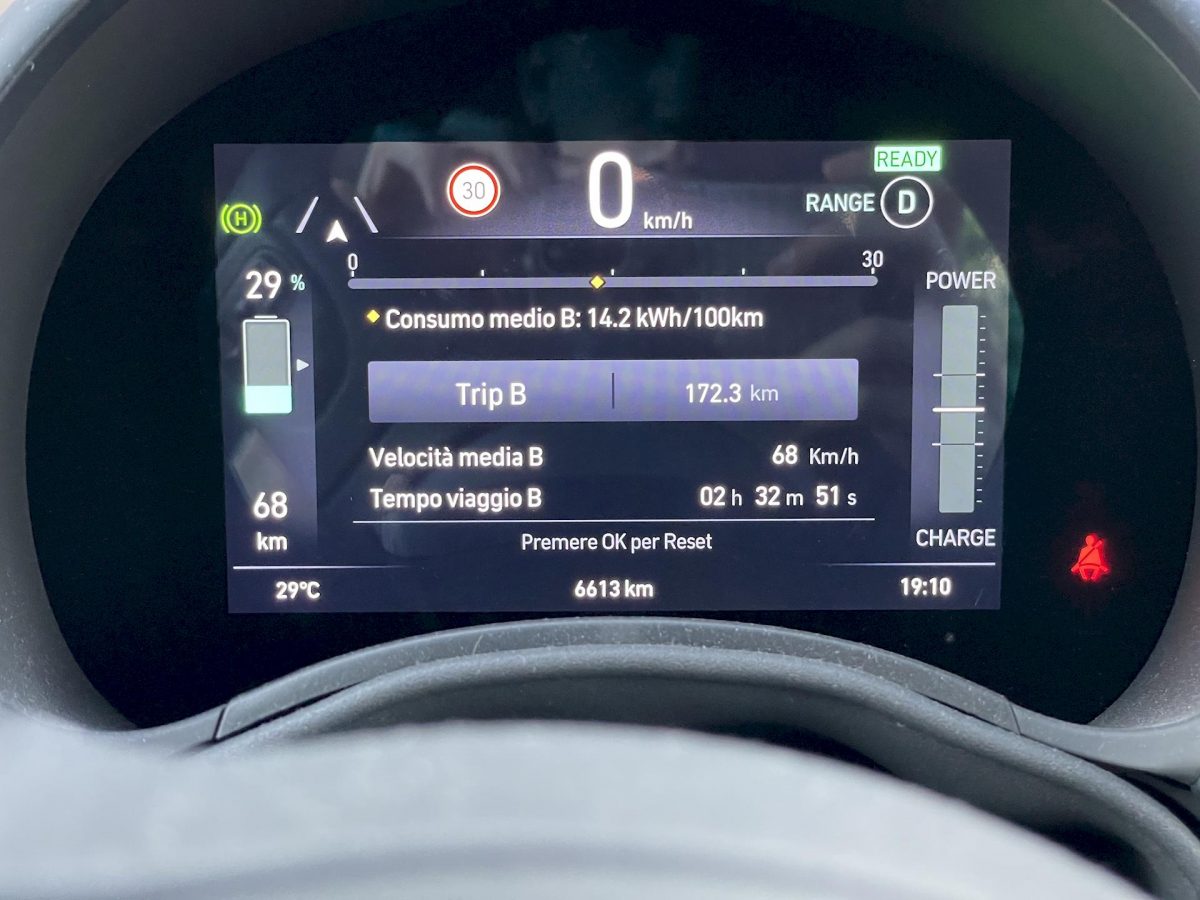 READY
30
0 km/h
RANGE D
(H)
0 30
29 %
POWER
Consumo medio B: 14.2 kWh/100km
Trip B 172.3 km
Velocità media B 68 Km/h
Tempo viaggio B 02 h 32 m 51 s
68
km
Premere OK per Reset
CHARGE
29°C 6613 km 19:10